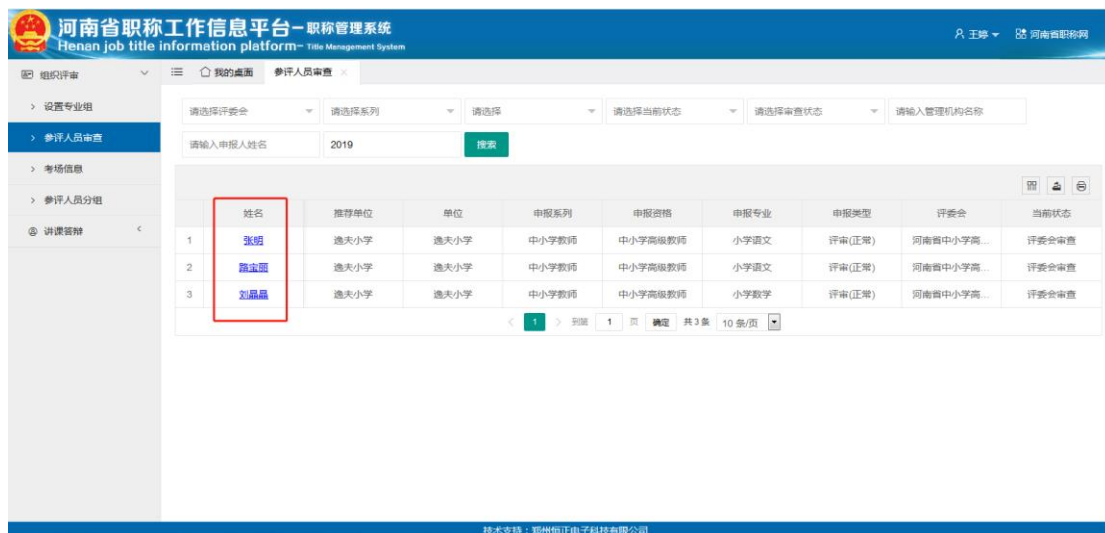 河南省职称工作信息平台-职称管理系统
Henan job title information platform- Title Management System
王婷 河南省职称网
组织评审
我的桌面 参评人员审查 ×
设置专业组
参评人员审查
考场信息
参评人员分组
讲课答辩
请选择评委会 请选择系列 请选择 请选择当前状态 请选择审查状态 请输入管理机构名称
请输入申报人姓名 2019 搜索
姓名 推荐单位 单位 申报系列 申报资格 申报专业 申报类型 评委会 当前状态
1 张明 逸夫小学 逸夫小学 中小学教师 中小学高级教师 小学语文 评审(正常) 河南省中小学高... 评委会审查
2 路宝丽 逸夫小学 逸夫小学 中小学教师 中小学高级教师 小学语文 评审(正常) 河南省中小学高... 评委会审查
3 刘晶晶 逸夫小学 逸夫小学 中小学教师 中小学高级教师 小学数学 评审(正常) 河南省中小学高... 评委会审查
< 1 > 到第 1 页 确定 共3条 10 条/页
技术支持：郑州恒正电子科技有限公司